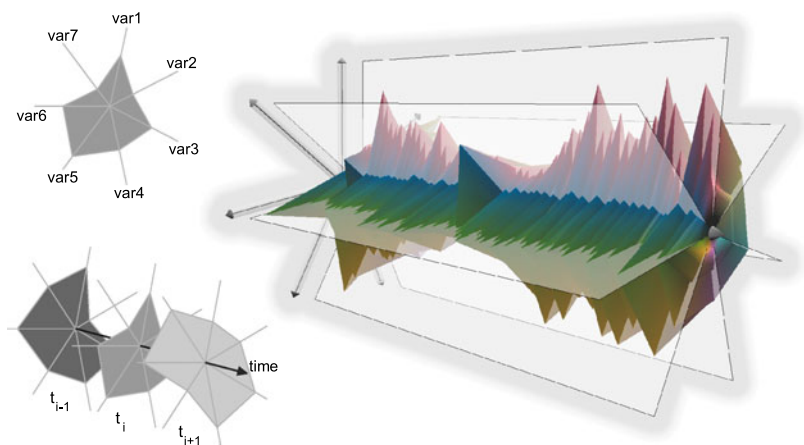 var1
var7
var2
var6
var3
var5
var4
time
t i-1
t i
t i+1